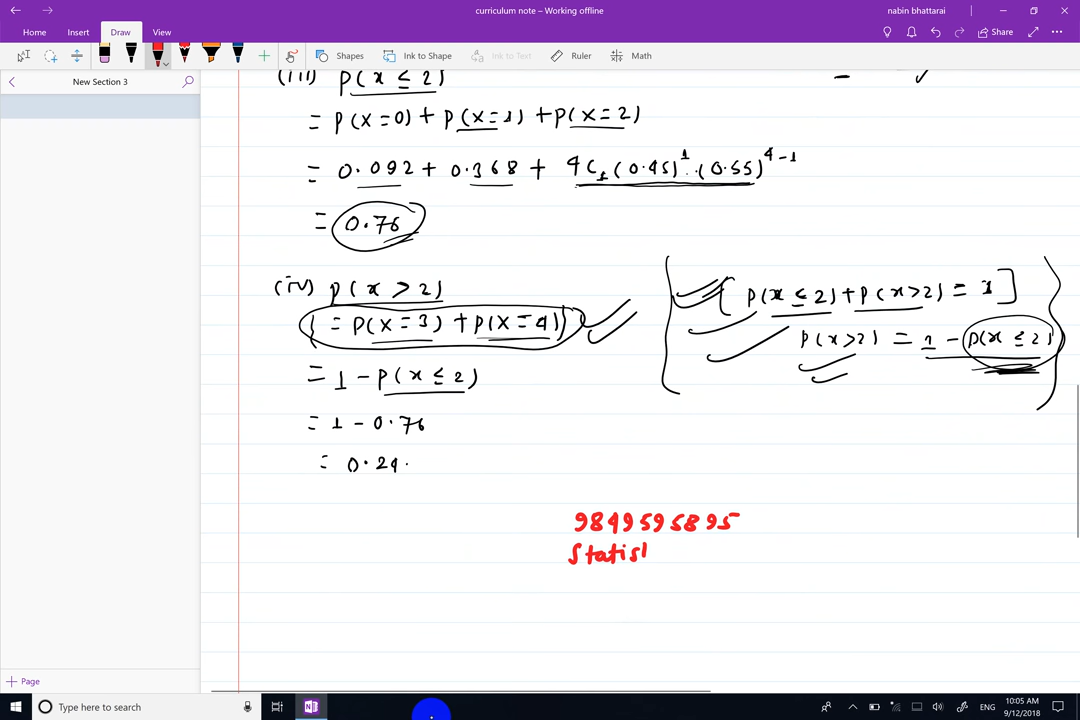 curriculum note – Working offline
nabin bhattarai
Home Insert Draw View
Share
Shapes Ink to Shape Ink to Text Ruler Math
New Section 3
(iii) P(x ≤ 2)
= P(X=0) + P(X=1) + P(X=2)
= 0.092 + 0.368 + 4C1 (0.45)^1 · (0.55)^4-1
= 0.76
(iv) P(x > 2)
= P(X=3) + P(X=4)
[P(x ≤ 2) + P(x>2) = 1]
P(x>2) = 1 - P(x ≤ 2)
= 1 - P(x ≤ 2)
= 1 - 0.76
= 0.24.
9849595895
Statis
+ Page
Type here to search
ENG
10:05 AM
9/12/2018